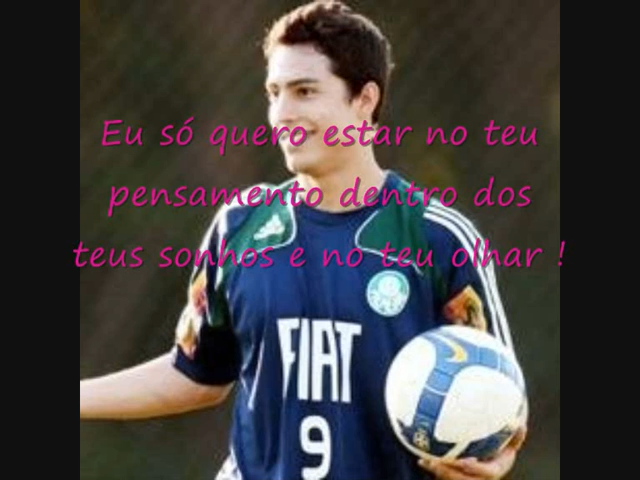 Eu só quero estar no teu
pensamento dentro dos
teus sonhos e no teu olhar !
FIAT
9